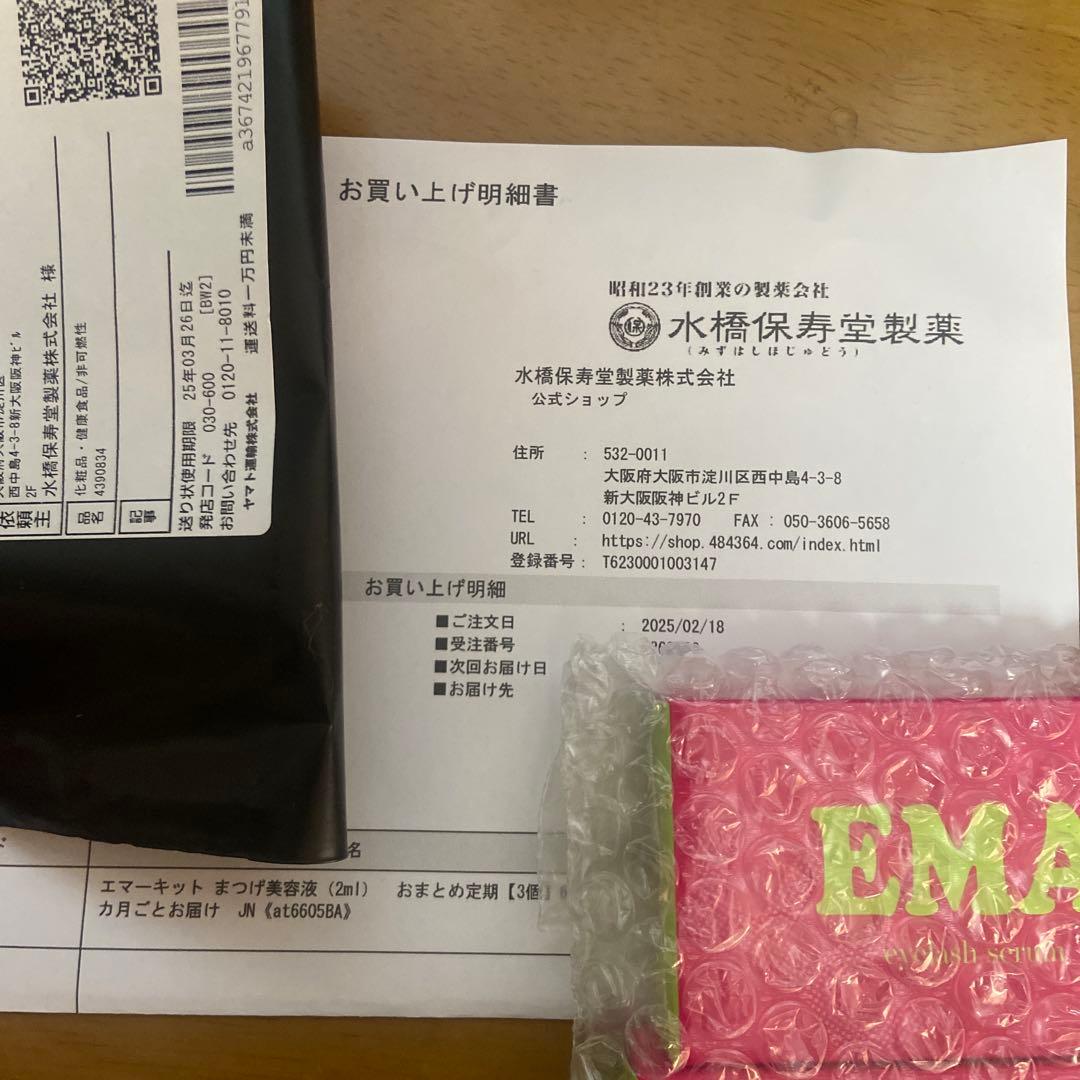 お買い上げ明細書
昭和23年創業の製薬会社
水橋保寿堂製薬
(みずはしほじゅどう)
水橋保寿堂製薬株式会社
公式ショップ
住所 : 532-0011
大阪府大阪市淀川区西中島4-3-8
新大阪阪神ビル2F
TEL : 0120-43-7970 FAX : 050-3606-5658
URL : https://shop.484364.com/index.html
登録番号 : T6230001003147
お買い上げ明細
■ご注文日 : 2025/02/18
■受注番号
■次回お届け日
■お届け先
名
エマーキット まつげ美容液 (2ml) おまとめ定期【3個】
カ月ごとお届け JN《at6605BA》
EMA
eyelash serum
a367421967791
依頼主
西中島4-3-8新大阪阪神ビル
2F
水橋保寿堂製薬株式会社 様
品名
化粧品・健康食品/非可燃性
4390834
記事
送り状使用期限 25年03月26日迄
発店コード 030-600 [BW2]
お問い合わせ先 0120-11-8010
ヤマト運輸株式会社 運送料一万円未満